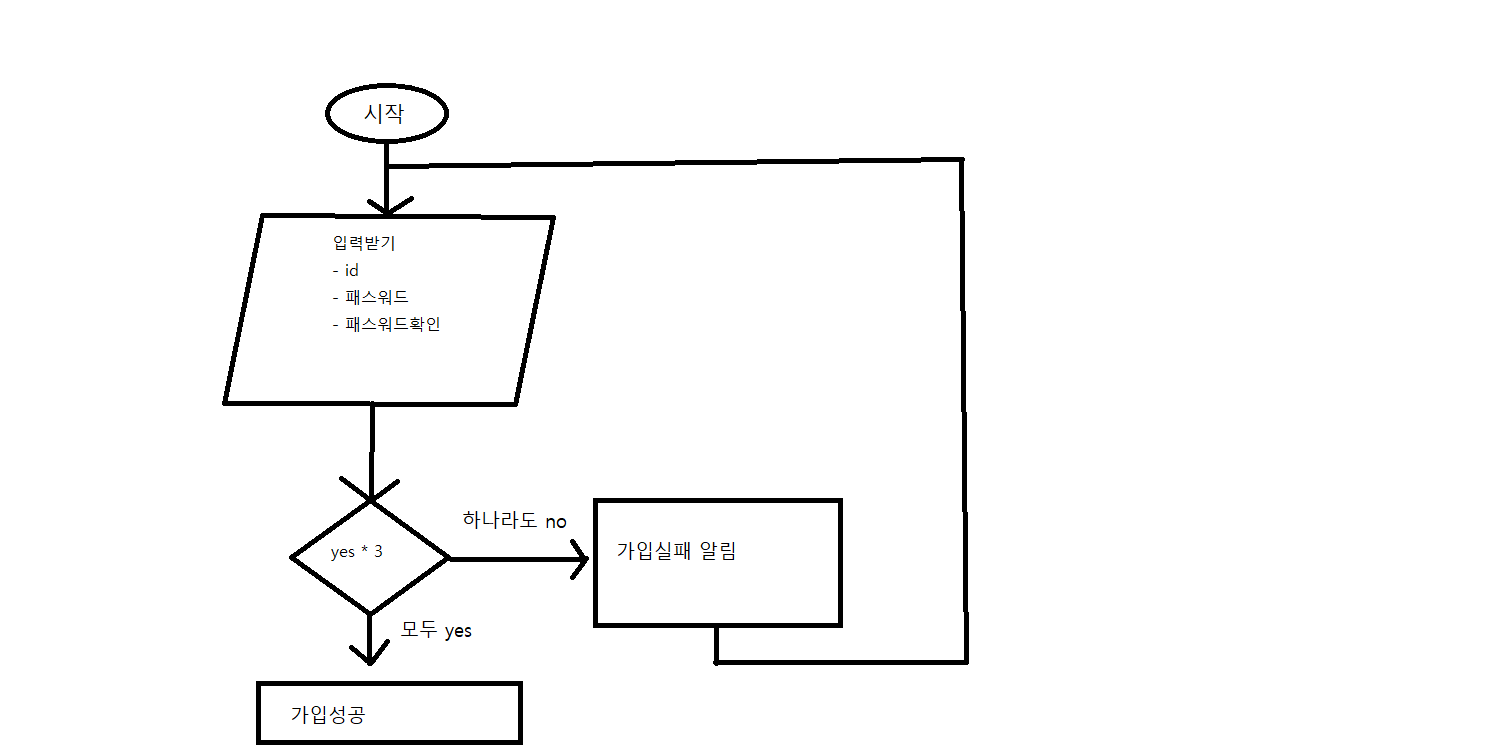 시작
입력받기
- id
- 패스워드
- 패스워드확인
하나라도 no
yes * 3
가입실패 알림
모두 yes
가입성공